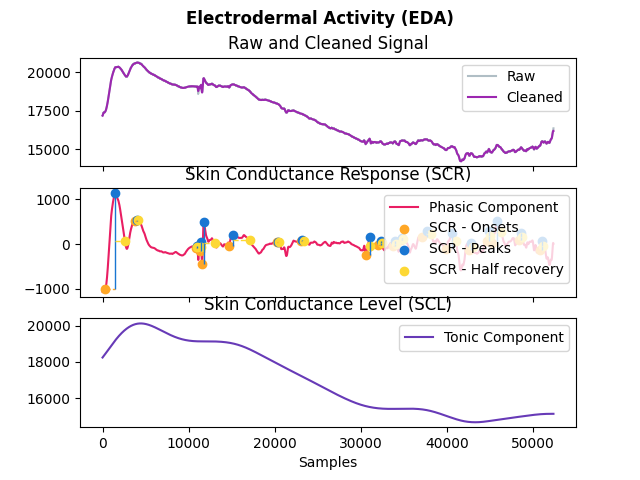 Electrodermal Activity (EDA)
Raw and Cleaned Signal
20000
17500
15000
Raw
Cleaned
Skin Conductance Response (SCR)
1000
0
−1000
Phasic Component
SCR - Onsets
SCR - Peaks
SCR - Half recovery
Skin Conductance Level (SCL)
20000
18000
16000
Tonic Component
0 10000 20000 30000 40000 50000
Samples